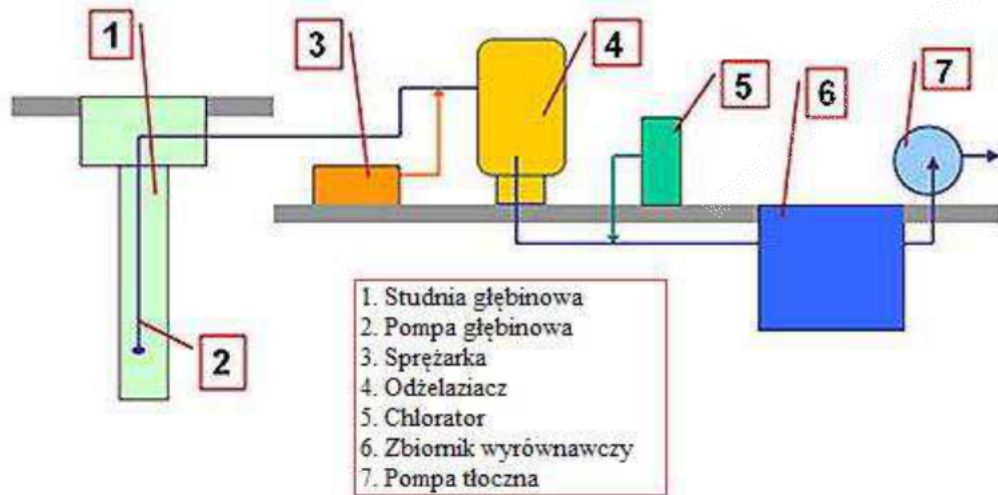 1
3
4
5
6
7
2
1. Studnia głębinowa
2. Pompa głębinowa
3. Sprężarka
4. Odżelaziacz
5. Chlorator
6. Zbiornik wyrównawczy
7. Pompa tłoczna